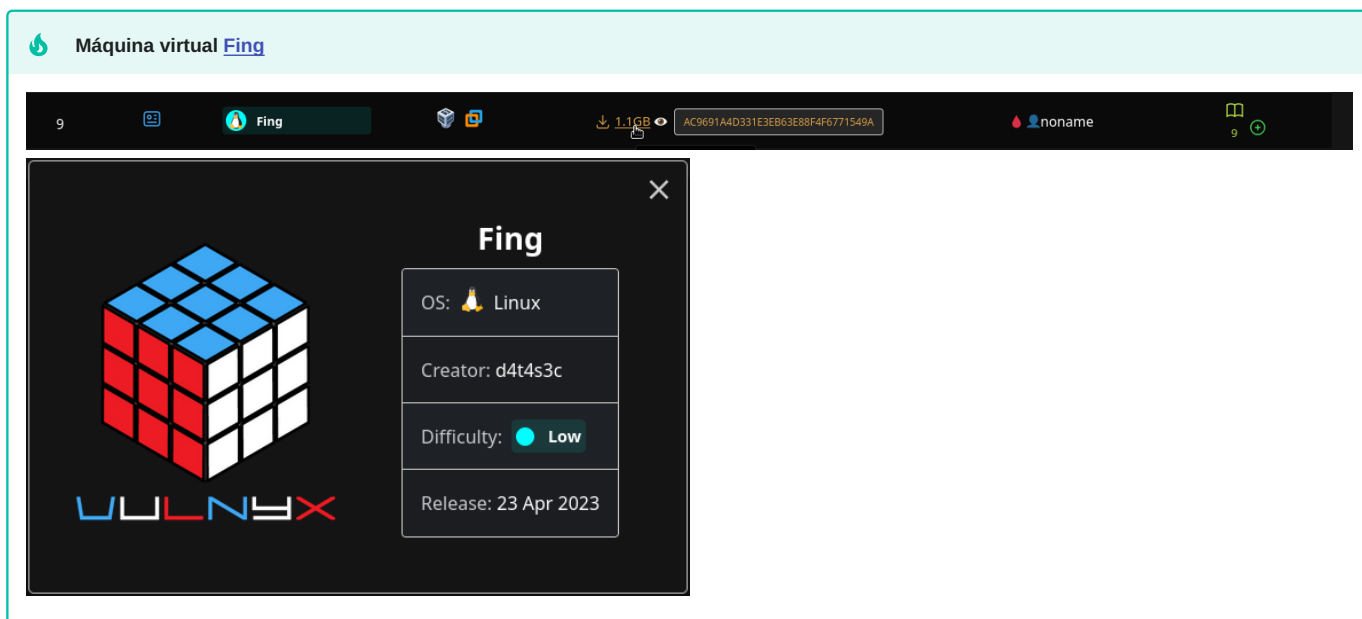 Máquina virtual Fing
9 Fing 1.1GB AC9691A4D331E3EB63E88F4F6771549A noname 9
Fing
OS: Linux
Creator: d4t4s3c
Difficulty: Low
Release: 23 Apr 2023
VULNYX